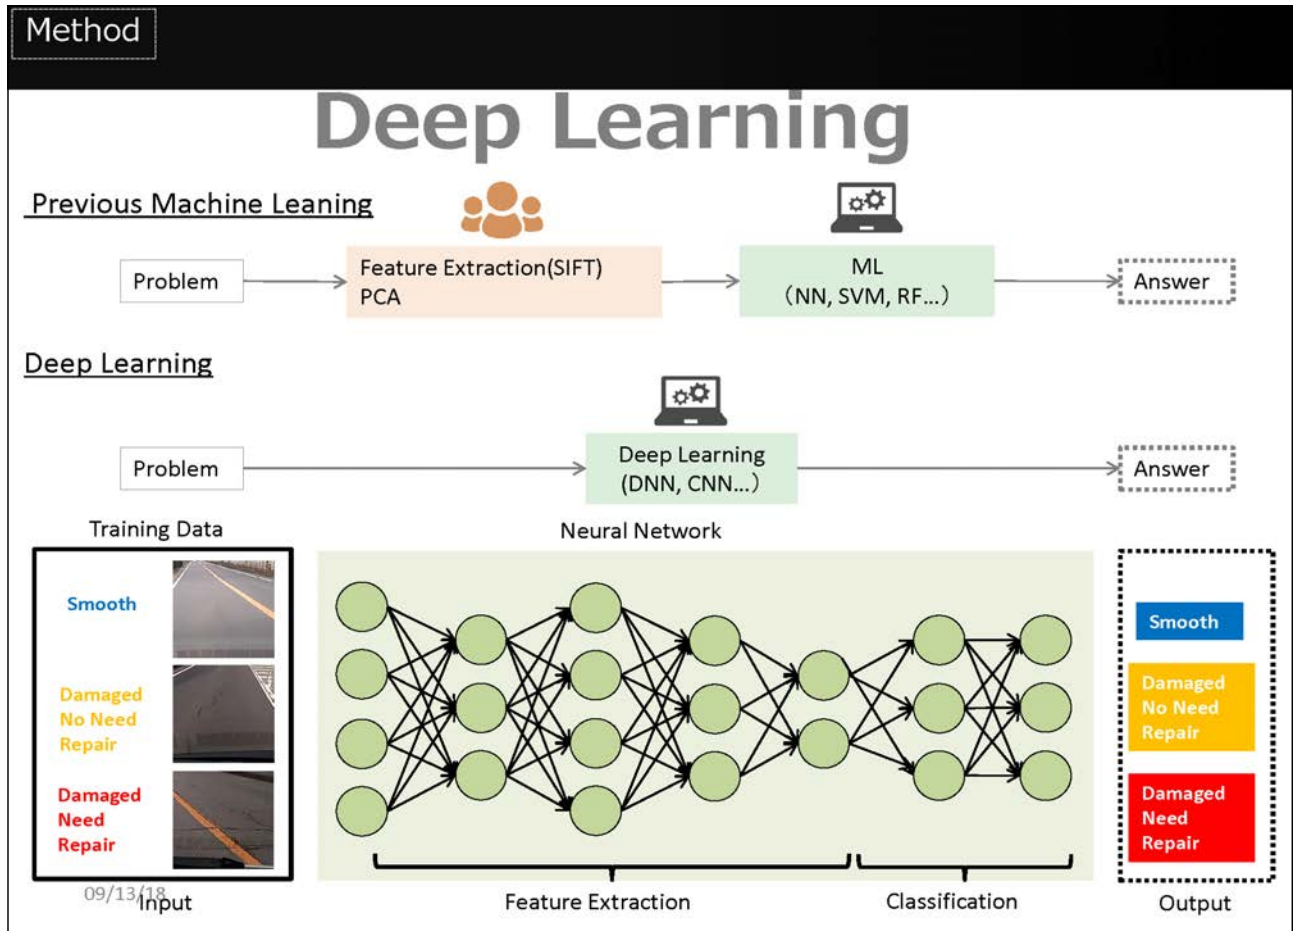 Method
Deep Learning
Previous Machine Leaning
Problem
Feature Extraction(SIFT)
PCA
ML
(NN, SVM, RF...)
Answer
Deep Learning
Problem
Deep Learning
(DNN, CNN...)
Answer
Training Data
Neural Network
Smooth
Damaged
No Need
Repair
Damaged
Need
Repair
Smooth
Damaged
No Need
Repair
Damaged
Need
Repair
09/13/18
Input
Feature Extraction
Classification
Output